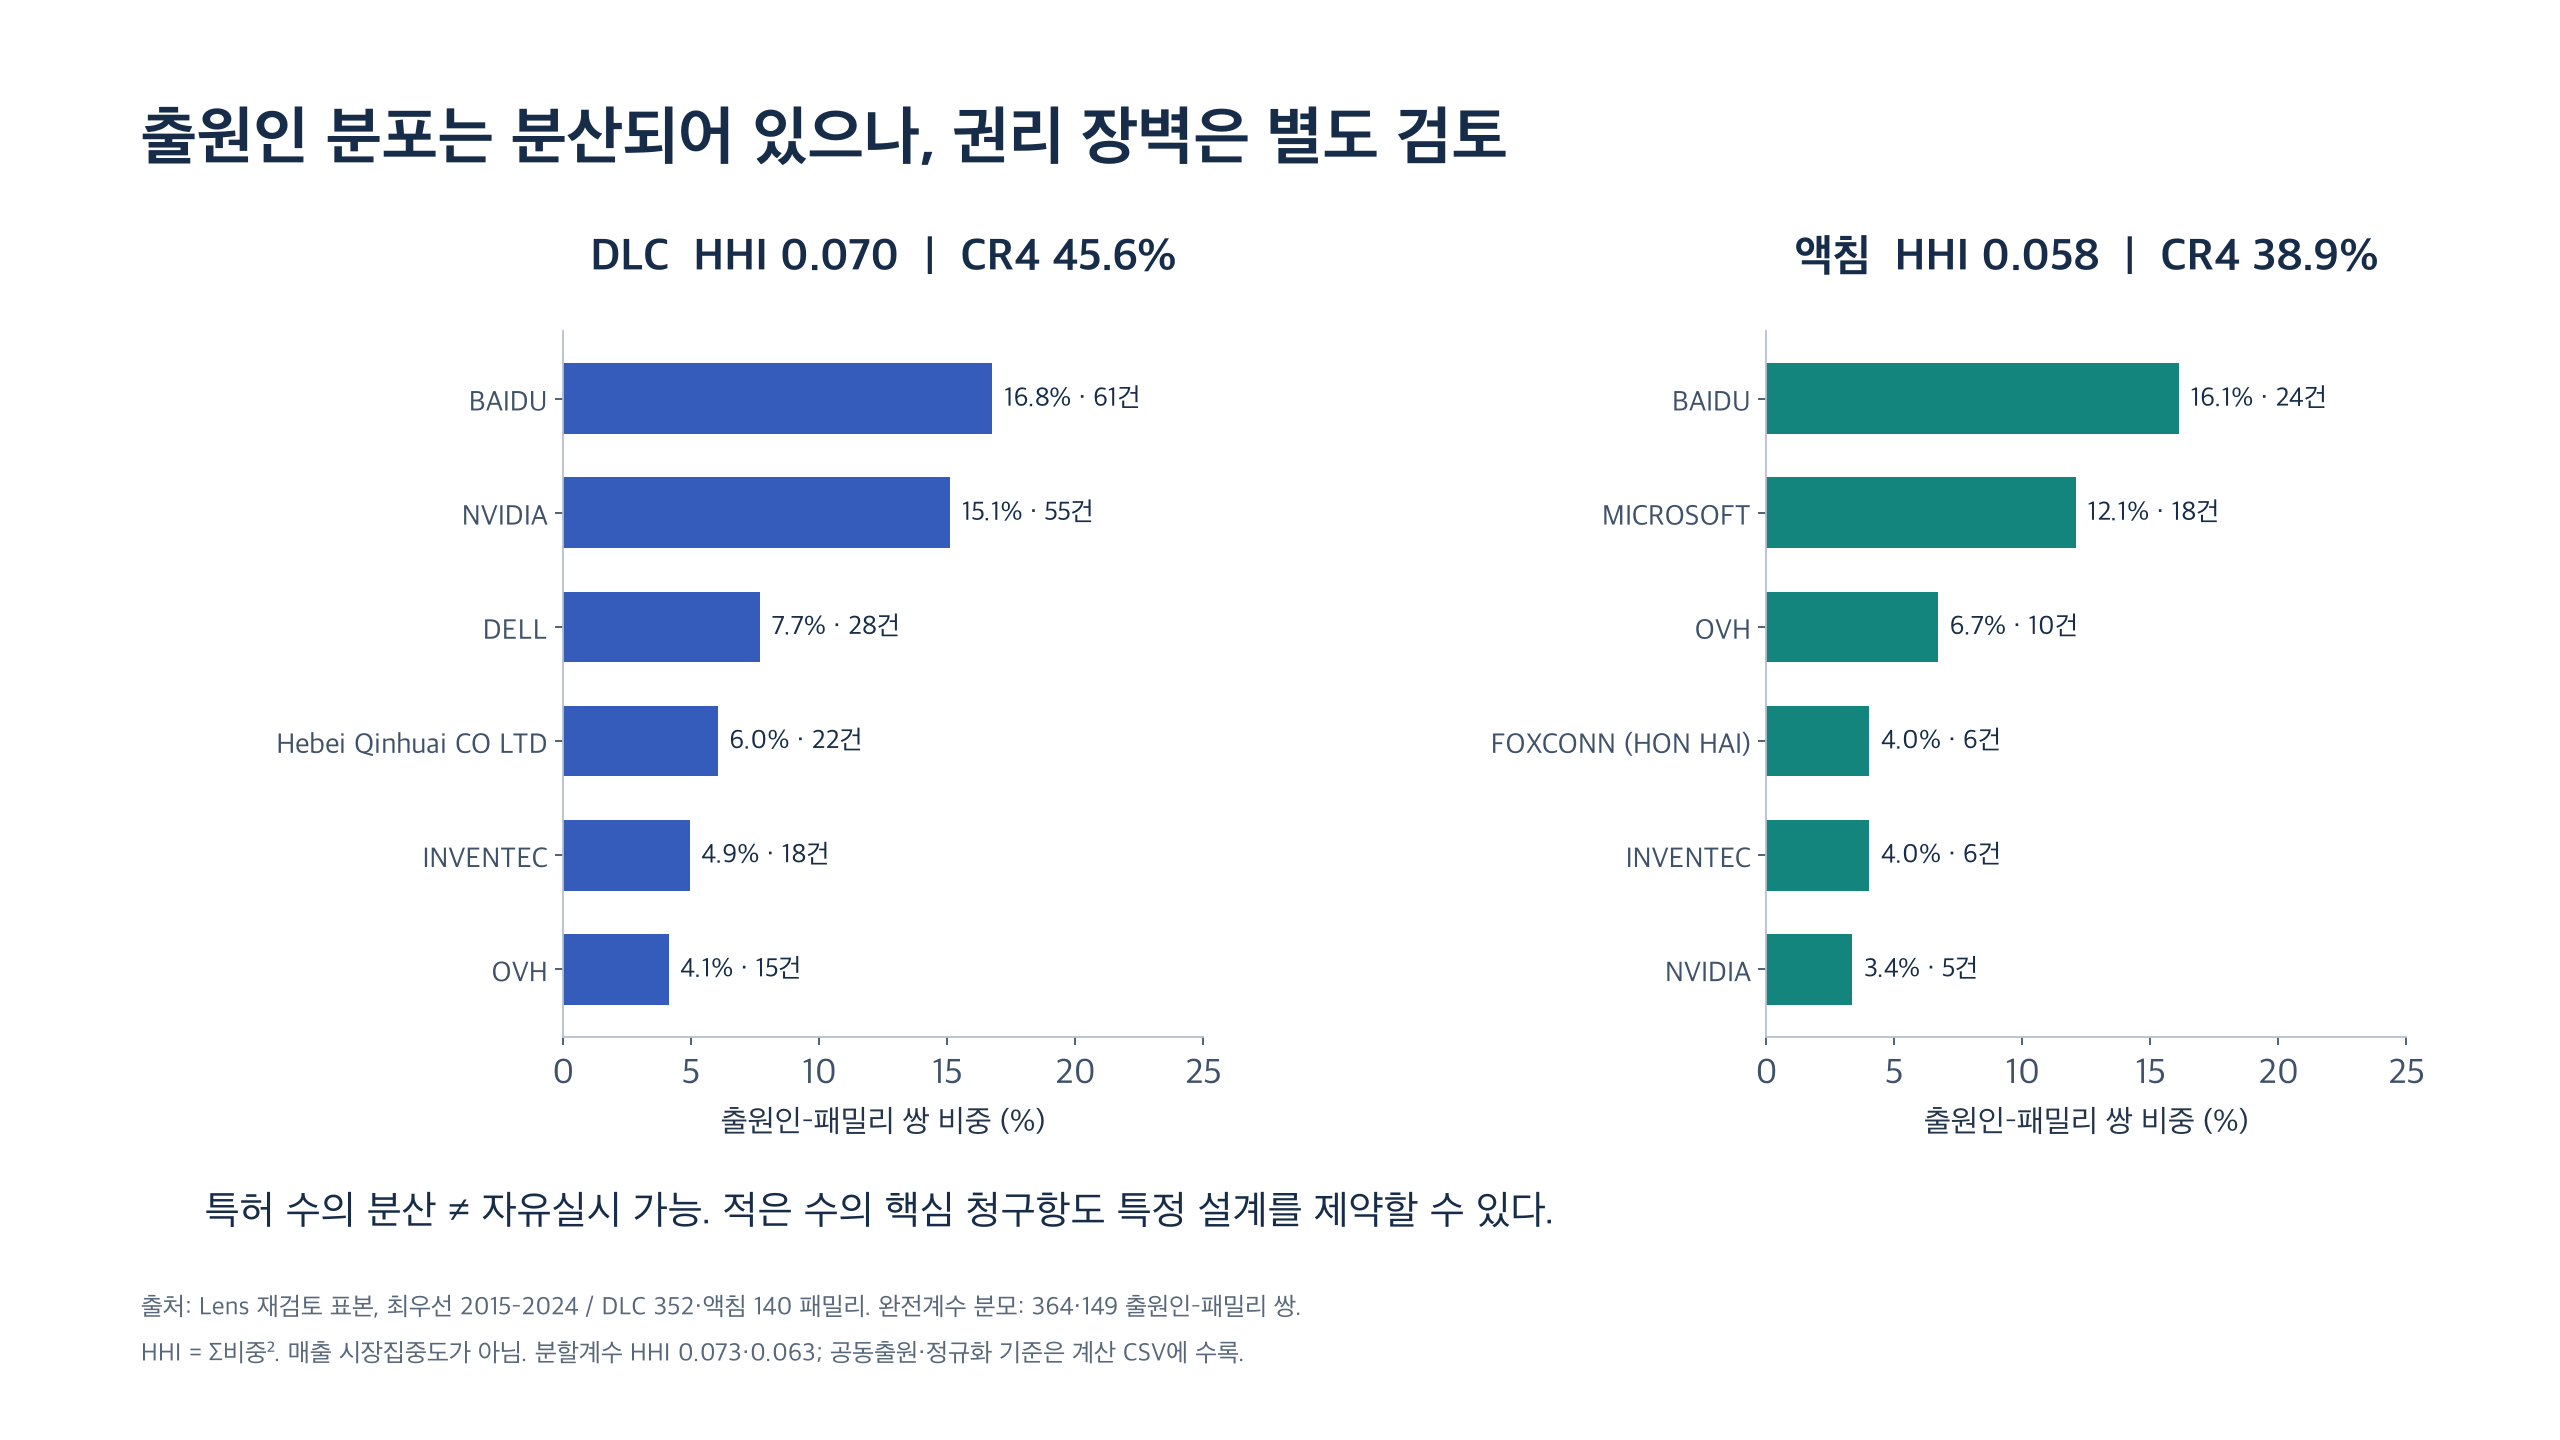 출원인 분포는 분산되어 있으나, 권리 장벽은 별도 검토
DLC HHI 0.070 | CR4 45.6%
BAIDU 16.8% · 61건
NVIDIA 15.1% · 55건
DELL 7.7% · 28건
Hebei Qinhuai CO LTD 6.0% · 22건
INVENTEC 4.9% · 18건
OVH 4.1% · 15건
0 5 10 15 20 25
출원인-패밀리 쌍 비중 (%)
액침 HHI 0.058 | CR4 38.9%
BAIDU 16.1% · 24건
MICROSOFT 12.1% · 18건
OVH 6.7% · 10건
FOXCONN (HON HAI) 4.0% · 6건
INVENTEC 4.0% · 6건
NVIDIA 3.4% · 5건
0 5 10 15 20 25
출원인-패밀리 쌍 비중 (%)
특허 수의 분산 ≠ 자유실시 가능. 적은 수의 핵심 청구항도 특정 설계를 제약할 수 있다.
출처: Lens 재검토 표본, 최우선 2015-2024 / DLC 352·액침 140 패밀리. 완전계수 분모: 364·149 출원인-패밀리 쌍.
HHI = Σ비중². 매출 시장집중도가 아님. 분할계수 HHI 0.073·0.063; 공동출원·정규화 기준은 계산 CSV에 수록.